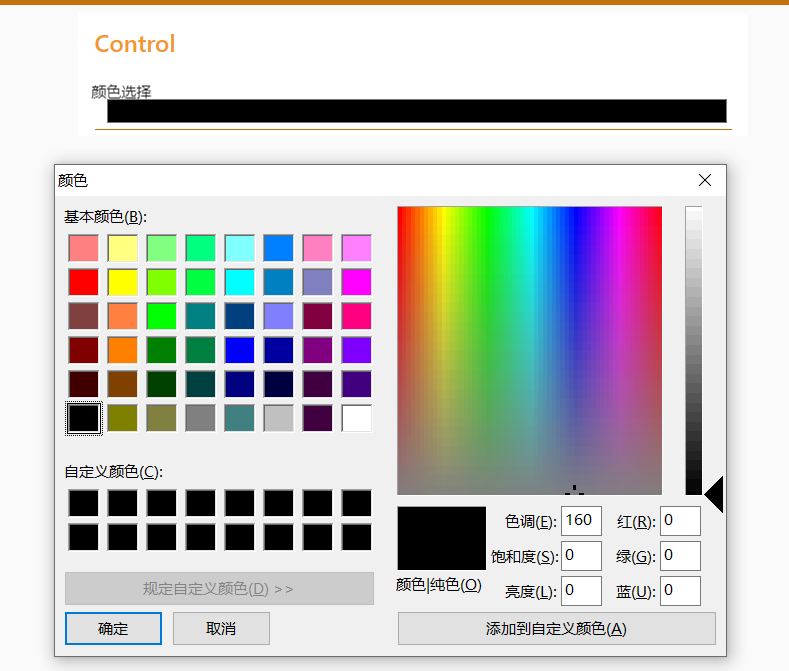 Control
颜色选择
颜色
基本颜色(B):
自定义颜色(C):
规定自定义颜色(D) >>
确定 取消
色调(E): 160 红(R): 0
饱和度(S): 0 绿(G): 0
颜色|纯色(O) 亮度(L): 0 蓝(U): 0
添加到自定义颜色(A)